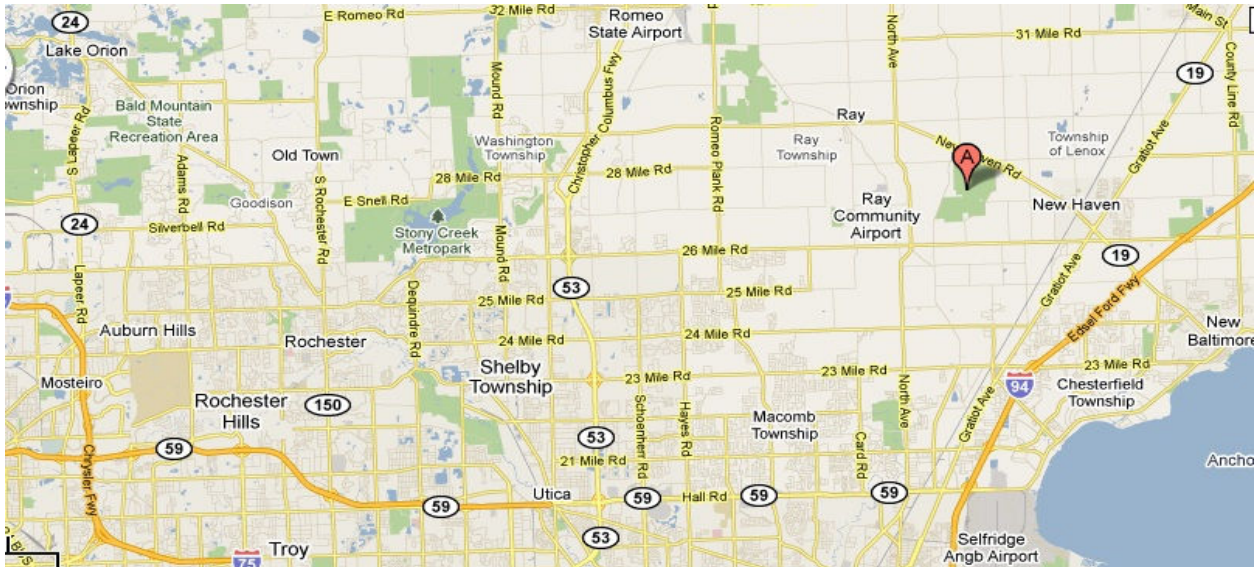 24
E Romeo Rd
32 Mile Rd
Romeo
State Airport
North Ave
31 Mile Rd
Main St
Lake Orion
Orion
ownship
Bald Mountain
State
Recreation Area
S Lapeer Rd
Adams Rd
Old Town
S Rochester Rd
Mound Rd
Washington
Township
Christopher Columbus Fwy
Romeo Plank Rd
Ray
Ray
Township
New Haven Rd
A
Township
of Lenox
Gratiot Ave
19
County Line Rd
28 Mile Rd
28 Mile Rd
Goodison
E Snell Rd
Stony Creek
Metropark
Ray
Community
Airport
New Haven
24
Silverbell Rd
Mound Rd
26 Mile Rd
19
Lapeer Rd
Dequindre Rd
53
25 Mile Rd
25 Mile Rd
Gratiot Ave
Edsel Ford Fwy
Auburn Hills
Rochester
24 Mile Rd
24 Mile Rd
New
Baltimore
Shelby
Township
23 Mile Rd
23 Mile Rd
94
Mosteiro
Rochester
Hills
150
Schoenherr Rd
Hayes Rd
Macomb
Township
Card Rd
North Ave
Gratiot Ave
Chesterfield
Township
Chrysler Fwy
59
53
21 Mile Rd
Ancho
59
Utica
59
Hall Rd
59
59
75
Troy
53
Selfridge
Angb Airport